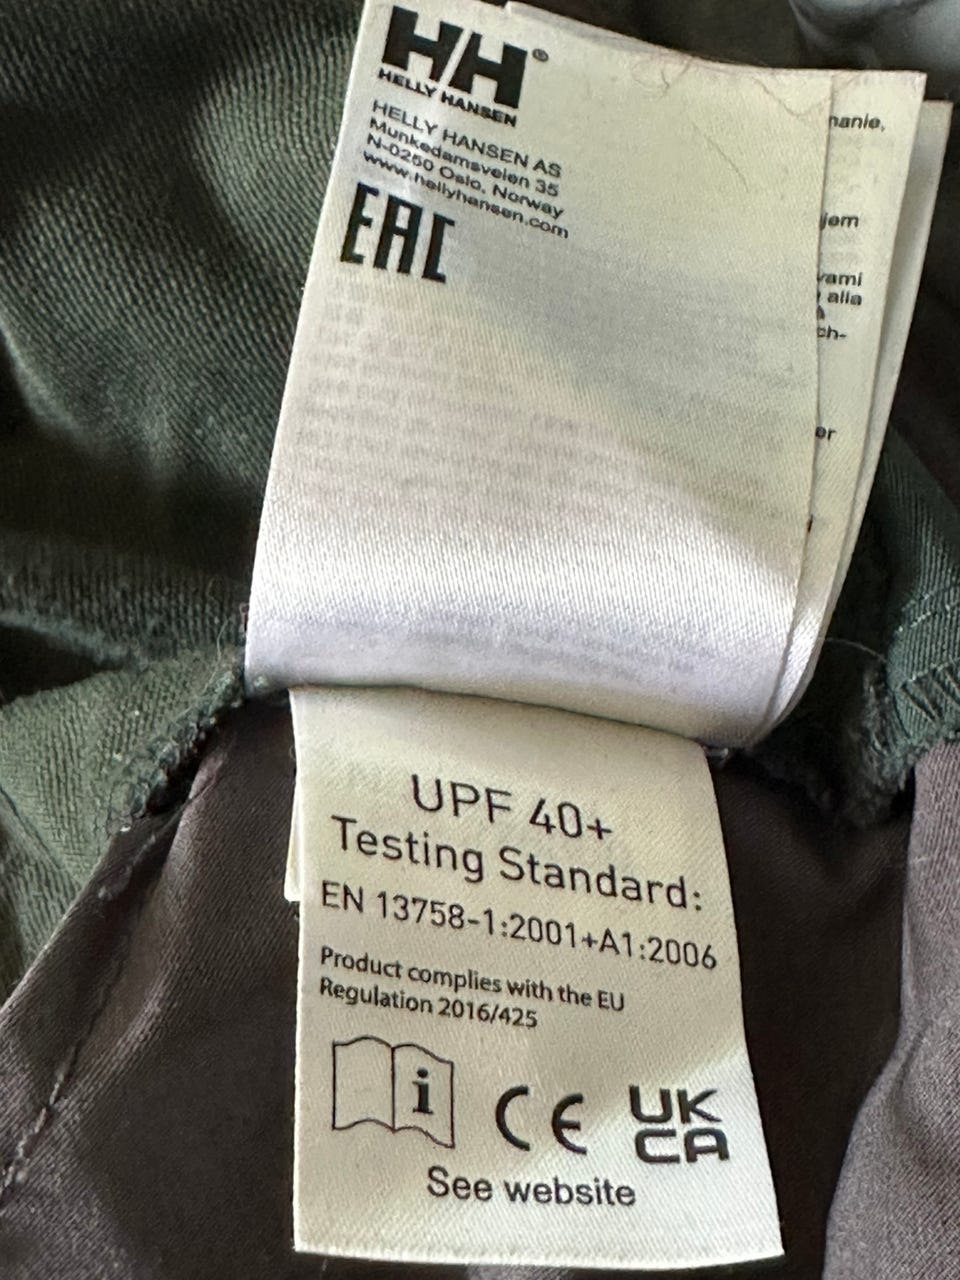 HH®
HELLY HANSEN
HELLY HANSEN AS
Munkedamsveien 35
N-0250 Oslo, Norway
www.hellyhansen.com
EAC
alla
UPF 40+
Testing Standard:
EN 13758-1:2001+A1:2006
Product complies with the EU
Regulation 2016/425
i
CE
UK
CA
See website